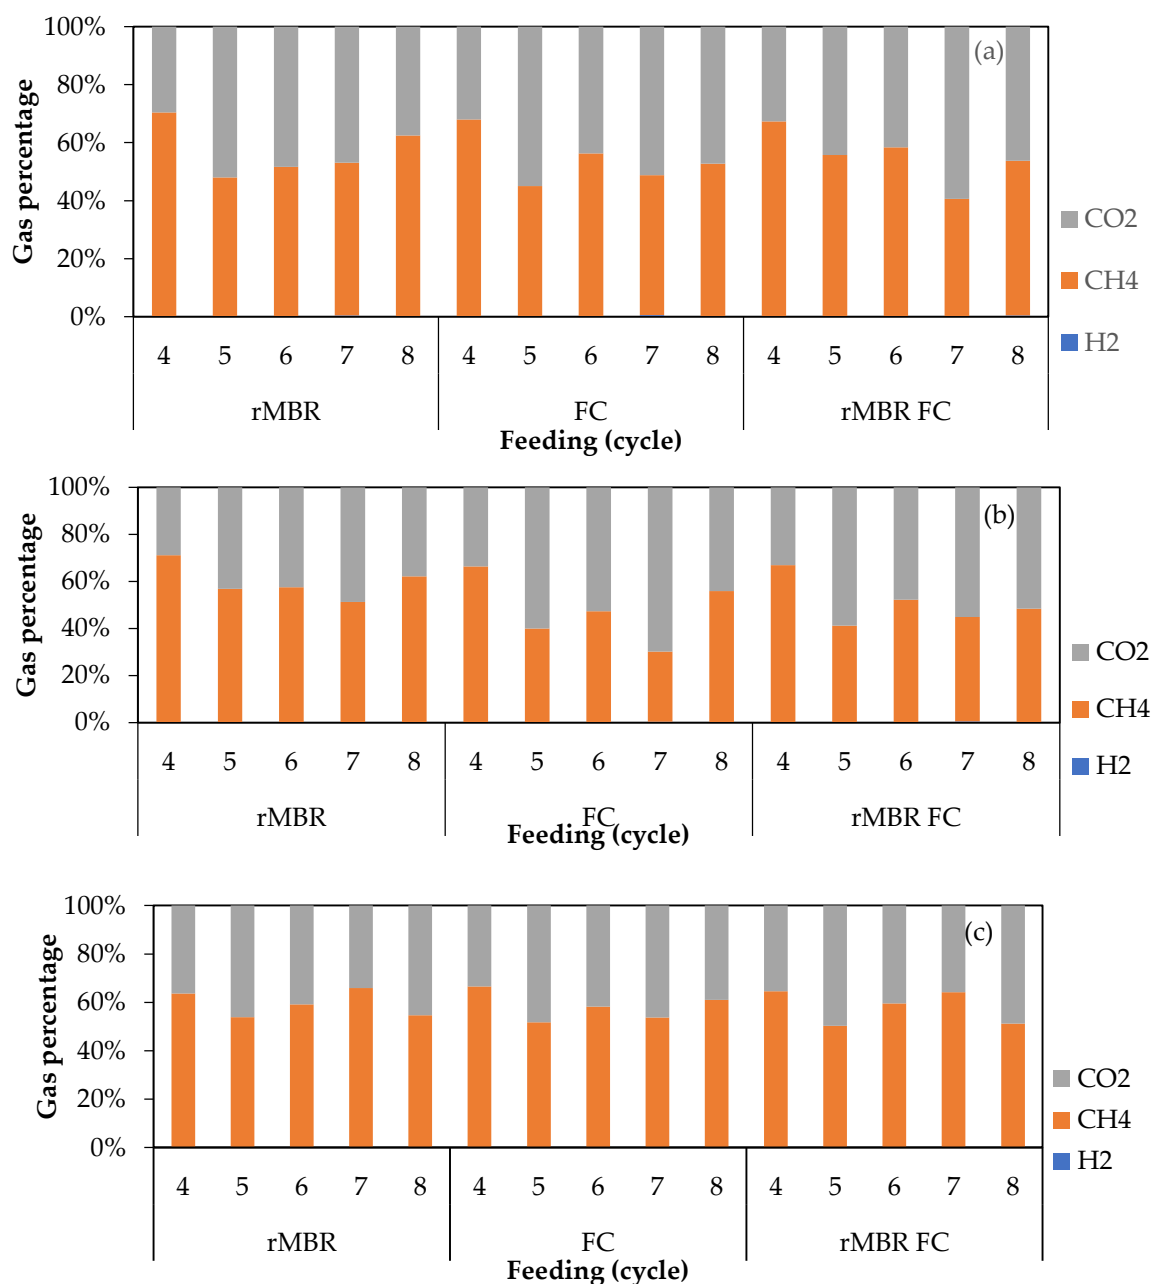 100%
(a)
80%
60%
40%
20%
0%
Gas percentage
CO2
CH4
H2
4 5 6 7 8 4 5 6 7 8 4 5 6 7 8
rMBR FC rMBR FC
Feeding (cycle)
100%
(b)
80%
60%
40%
20%
0%
Gas percentage
CO2
CH4
H2
4 5 6 7 8 4 5 6 7 8 4 5 6 7 8
rMBR FC rMBR FC
Feeding (cycle)
100%
(c)
80%
60%
40%
20%
0%
Gas percentage
CO2
CH4
H2
4 5 6 7 8 4 5 6 7 8 4 5 6 7 8
rMBR FC rMBR FC
Feeding (cycle)